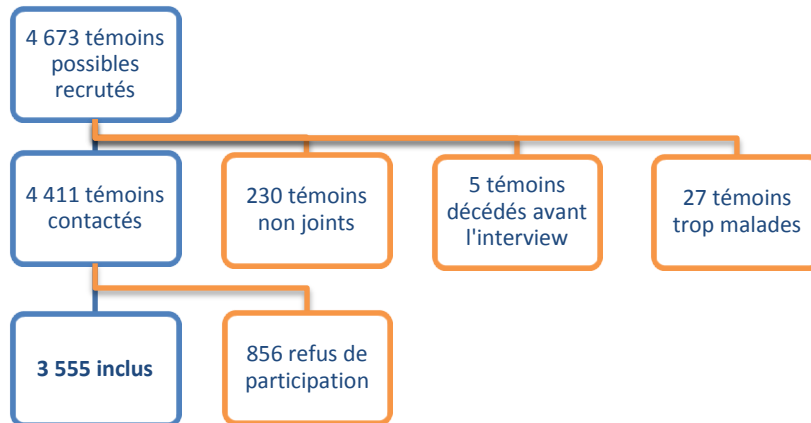 4 673 témoins
possibles
recrutés
4 411 témoins
contactés
230 témoins
non joints
5 témoins
décédés avant
l'interview
27 témoins
trop malades
3 555 inclus
856 refus de
participation